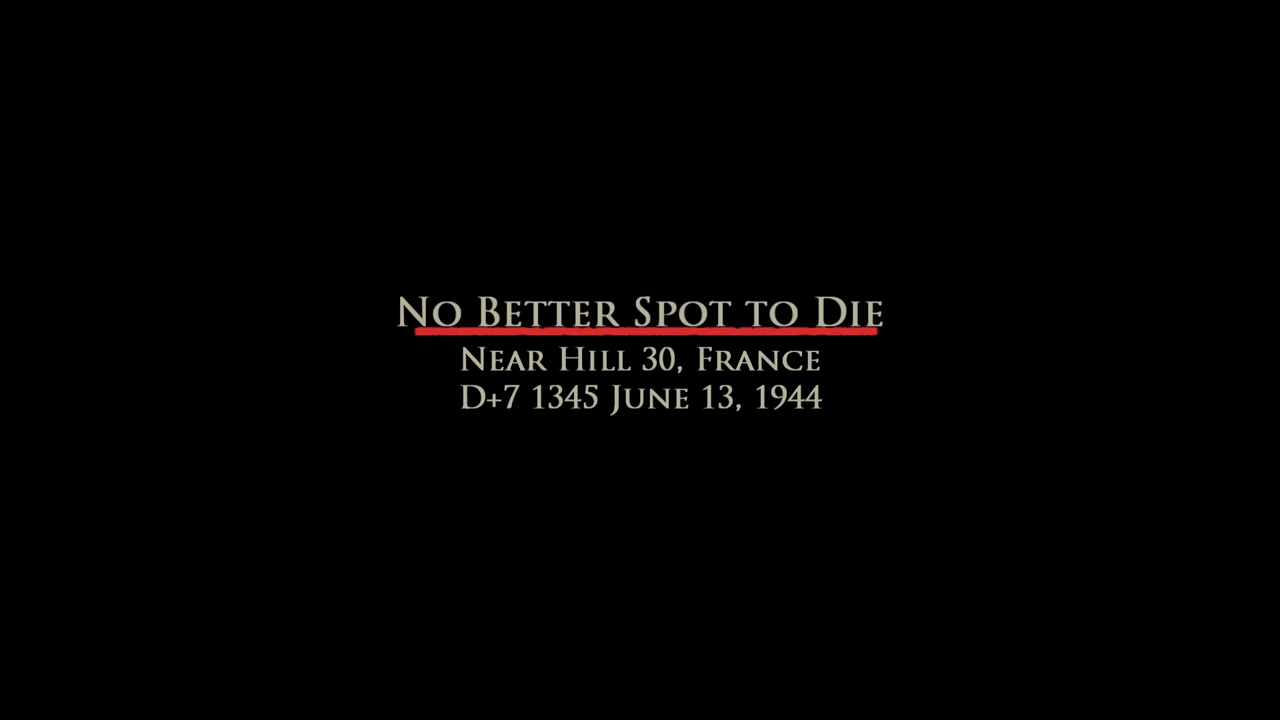 No Better Spot to Die
Near Hill 30, France
D+7 1345 June 13, 1944